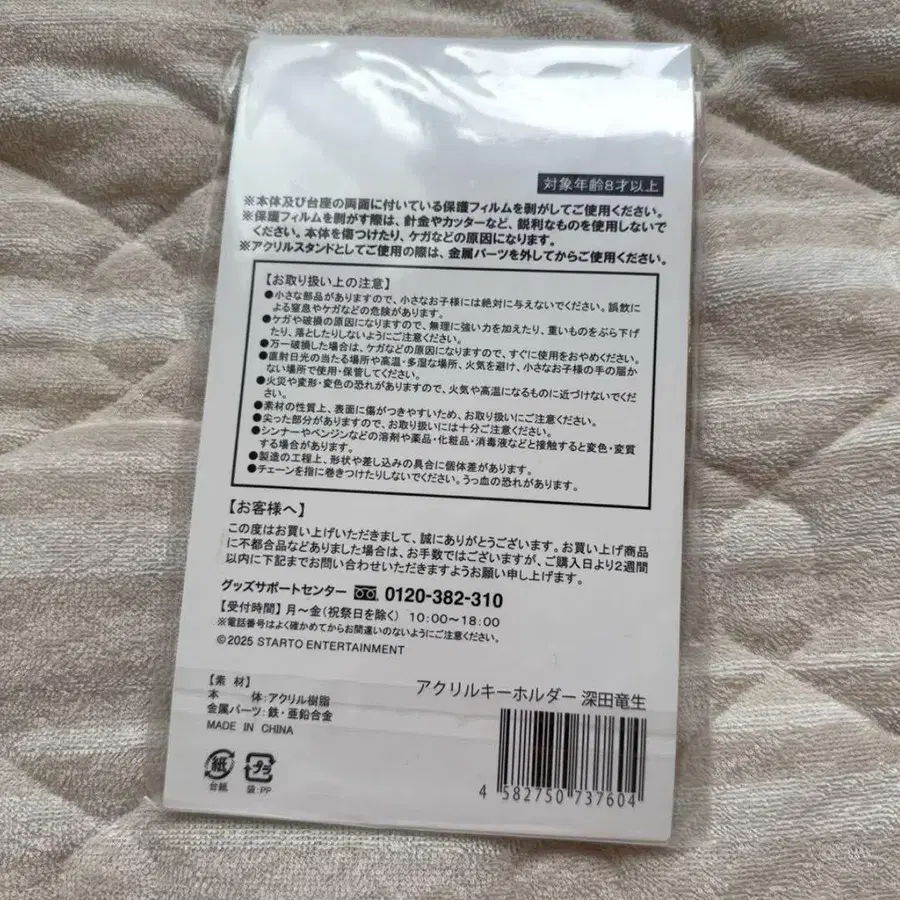 対象年齢8才以上
※本体及び台座の両面に付いている保護フィルムを剥がしてご使用ください。
※保護フィルムを剥がす際は、針金やカッターなど、鋭利なものを使用しないで
ください。本体を傷つけたり、ケガなどの原因になります。
※アクリルスタンドとしてご使用の際は、金属パーツを外してからご使用ください。
【お取り扱い上の注意】
●小さな部品がありますので、小さなお子様には絶対に与えないでください。誤飲に
よる窒息やケガなどの危険があります。
●ケガや破損の原因になりますので、無理に強い力を加えたり、重いものをぶら下げ
たり、落としたりしないようにご注意ください。
●万一破損した場合は、ケガなどの原因になりますので、すぐに使用をおやめください。
●直射日光の当たる場所や高温・多湿な場所、火気を避け、小さなお子様の手の届か
ない場所で使用・保管してください。
●火災や変形・変色の恐れがありますので、火気や高温になるものに近づけないでくだ
さい。
●素材の性質上、表面に傷がつきやすいため、お取り扱いにご注意ください。
●尖った部分がありますので、お取り扱いには十分ご注意ください。
●シンナーやベンジンなどの溶剤や薬品・化粧品・消毒液などと接触すると変色・変質
する場合があります。
●製造の工程上、形状や差し込みの具合に個体差があります。
●チェーンを指に巻きつけたりしないでください。うっ血の恐れがあります。
【お客様へ】
この度はお買い上げいただきまして、誠にありがとうございます。お買い上げ商品
に不都合品などありました場合は、お手数ではございますが、ご購入日より2週間
以内に下記までお問い合わせいただきますようお願い申し上げます。
グッズサポートセンター 0120-382-310
【受付時間】月〜金(祝祭日を除く) 10:00〜18:00
※電話番号はよく確かめてからお間違いのないようにご注意ください。
©2025 STARTO ENTERTAINMENT
アクリルキーホルダー 深田竜生
【素 材】
本 体:アクリル樹脂
金属パーツ:鉄・亜鉛合金
MADE IN CHINA
紙 プラ
台紙 袋:PP
4 582750 737604